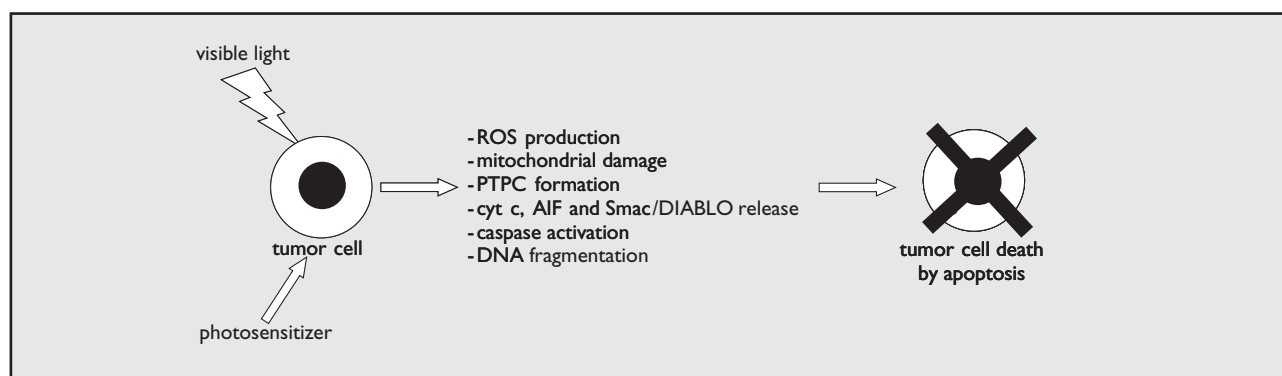 visible light
tumor cell
photosensitizer
-ROS production
-mitochondrial damage
-PTPC formation
-cyt c, AIF and Smac/DIABLO release
-caspase activation
-DNA fragmentation
tumor cell death
by apoptosis